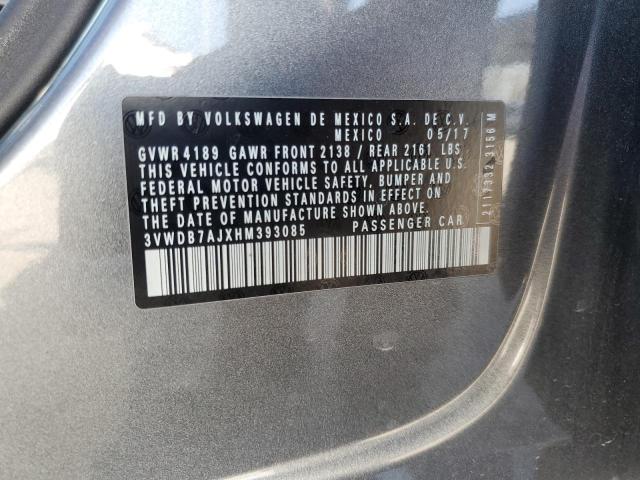 MFD BY VOLKSWAGEN DE MEXICO S.A. DE C.V.
MEXICO 05/17
GVWR 4189 GAWR FRONT 2138 / REAR 2161 LBS
THIS VEHICLE CONFORMS TO ALL APPLICABLE U.S.
FEDERAL MOTOR VEHICLE SAFETY, BUMPER AND
THEFT PREVENTION STANDARDS IN EFFECT ON
THE DATE OF MANUFACTURE SHOWN ABOVE.
3VWDB7AJXHM393085 PASSENGER CAR